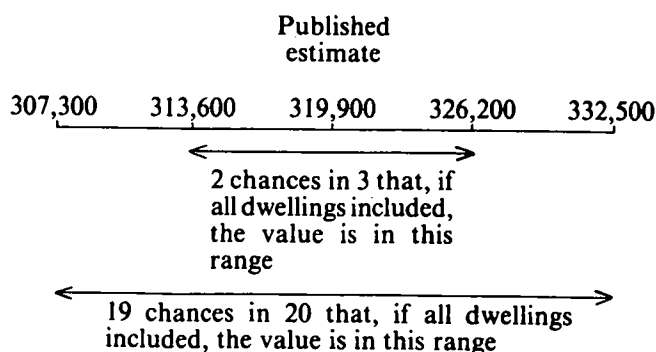 Published
estimate
307,300 313,600 319,900 326,200 332,500
2 chances in 3 that, if
all dwellings included,
the value is in this
range
19 chances in 20 that, if all dwellings
included, the value is in this range